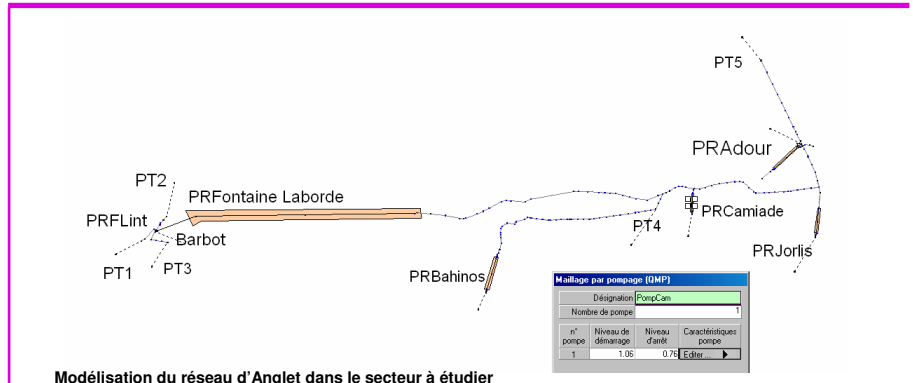 PT5
PRAdour
PT2
PRFontaine Laborde
PRFLint
Barbot
PT4
PRCamiade
PT1
PT3
PRBahinos
PRJorlis
Maillage par pompage (QMP)
Désignation PompCam
Nombre de pompe 1
n° pompe Niveau de démarrage Niveau d'arrêt Caractéristiques pompe
1 1.06 0.76 Editer ...
Modélisation du réseau d'Anglet dans le secteur à étudier